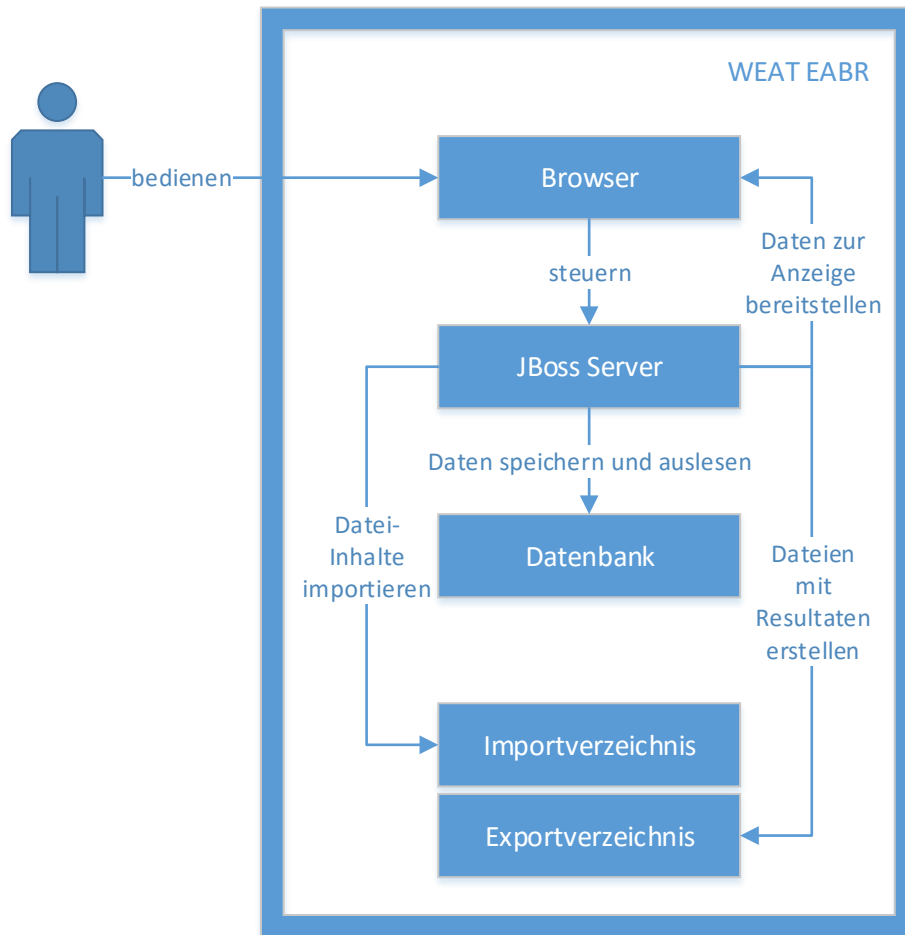 WEAT EABR
bedienen
Browser
Daten zur
Anzeige
bereitstellen
steuern
JBoss Server
Daten speichern und auslesen
Datei-
Inhalte
importieren
Datenbank
Dateien
mit
Resultaten
erstellen
Importverzeichnis
Exportverzeichnis